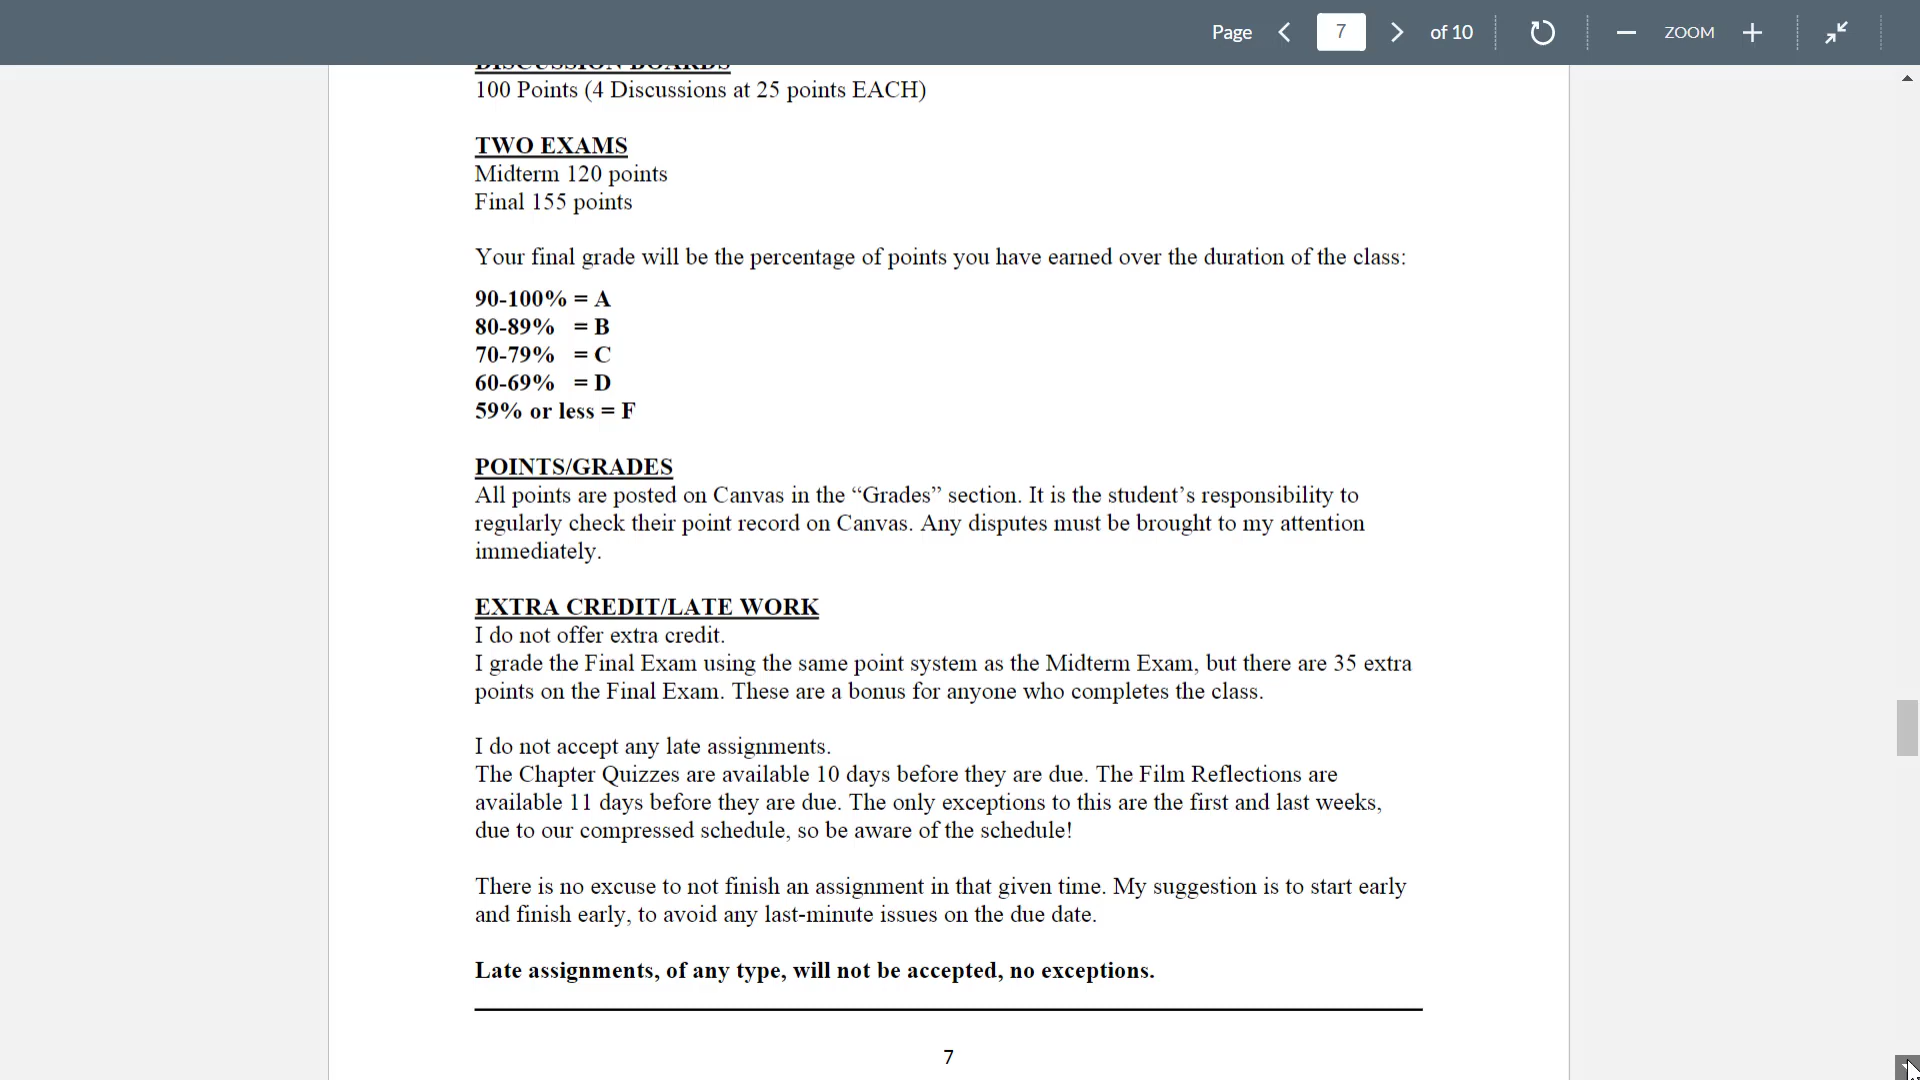 Page 7 of 10 ZOOM
DISCUSSION BOARDS
100 Points (4 Discussions at 25 points EACH)
TWO EXAMS
Midterm 120 points
Final 155 points
Your final grade will be the percentage of points you have earned over the duration of the class:
90-100% = A
80-89% = B
70-79% = C
60-69% = D
59% or less = F
POINTS/GRADES
All points are posted on Canvas in the “Grades” section. It is the student’s responsibility to
regularly check their point record on Canvas. Any disputes must be brought to my attention
immediately.
EXTRA CREDIT/LATE WORK
I do not offer extra credit.
I grade the Final Exam using the same point system as the Midterm Exam, but there are 35 extra
points on the Final Exam. These are a bonus for anyone who completes the class.
I do not accept any late assignments.
The Chapter Quizzes are available 10 days before they are due. The Film Reflections are
available 11 days before they are due. The only exceptions to this are the first and last weeks,
due to our compressed schedule, so be aware of the schedule!
There is no excuse to not finish an assignment in that given time. My suggestion is to start early
and finish early, to avoid any last-minute issues on the due date.
Late assignments, of any type, will not be accepted, no exceptions.
7